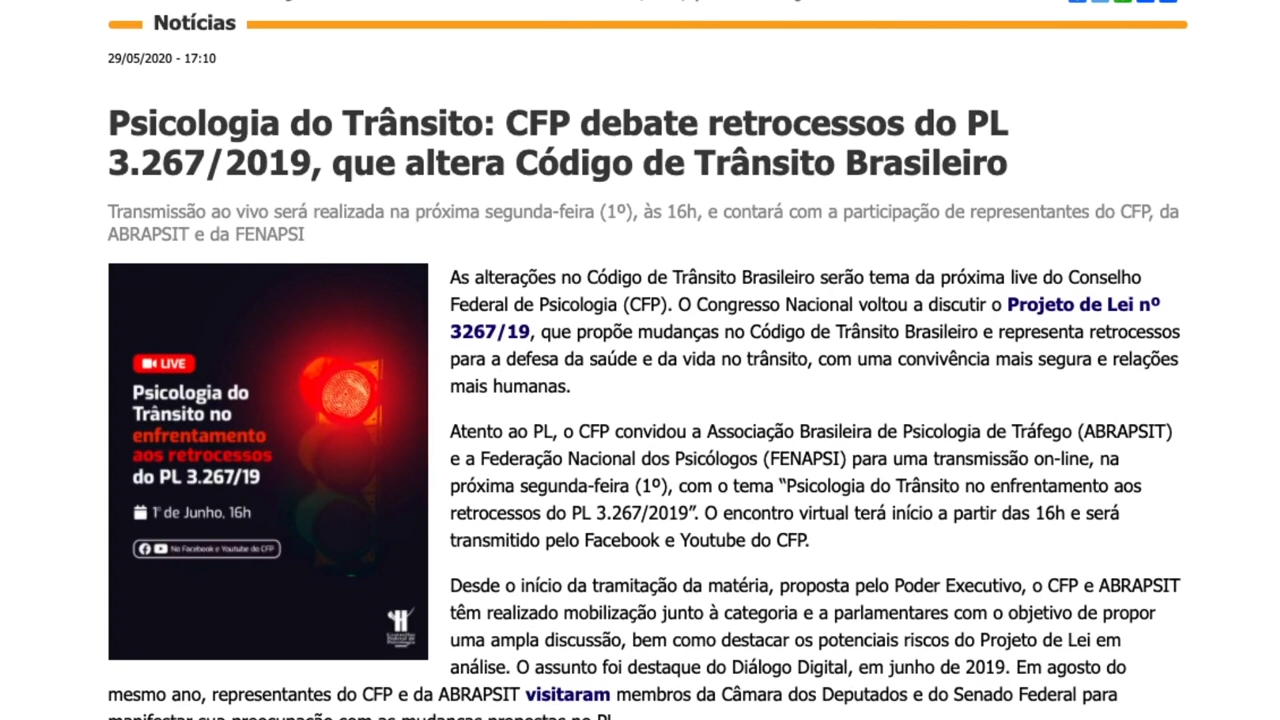 Notícias
29/05/2020 - 17:10
Psicologia do Trânsito: CFP debate retrocessos do PL
3.267/2019, que altera Código de Trânsito Brasileiro
Transmissão ao vivo será realizada na próxima segunda-feira (1º), às 16h, e contará com a participação de representantes do CFP, da
ABRAPSIT e da FENAPSI
LIVE
Psicologia do
Trânsito no
enfrentamento
aos retrocessos
do PL 3.267/19
1º de Junho, 16h
No Facebook e Youtube do CFP
As alterações no Código de Trânsito Brasileiro serão tema da próxima live do Conselho
Federal de Psicologia (CFP). O Congresso Nacional voltou a discutir o Projeto de Lei nº
3267/19, que propõe mudanças no Código de Trânsito Brasileiro e representa retrocessos
para a defesa da saúde e da vida no trânsito, com uma convivência mais segura e relações
mais humanas.
Atento ao PL, o CFP convidou a Associação Brasileira de Psicologia de Tráfego (ABRAPSIT)
e a Federação Nacional dos Psicólogos (FENAPSI) para uma transmissão on-line, na
próxima segunda-feira (1º), com o tema “Psicologia do Trânsito no enfrentamento aos
retrocessos do PL 3.267/2019”. O encontro virtual terá início a partir das 16h e será
transmitido pelo Facebook e Youtube do CFP.
Desde o início da tramitação da matéria, proposta pelo Poder Executivo, o CFP e ABRAPSIT
têm realizado mobilização junto à categoria e a parlamentares com o objetivo de propor
uma ampla discussão, bem como destacar os potenciais riscos do Projeto de Lei em
análise. O assunto foi destaque do Diálogo Digital, em junho de 2019. Em agosto do
mesmo ano, representantes do CFP e da ABRAPSIT visitaram membros da Câmara dos Deputados e do Senado Federal para
manifestar sua preocupação com as mudanças propostas no PL